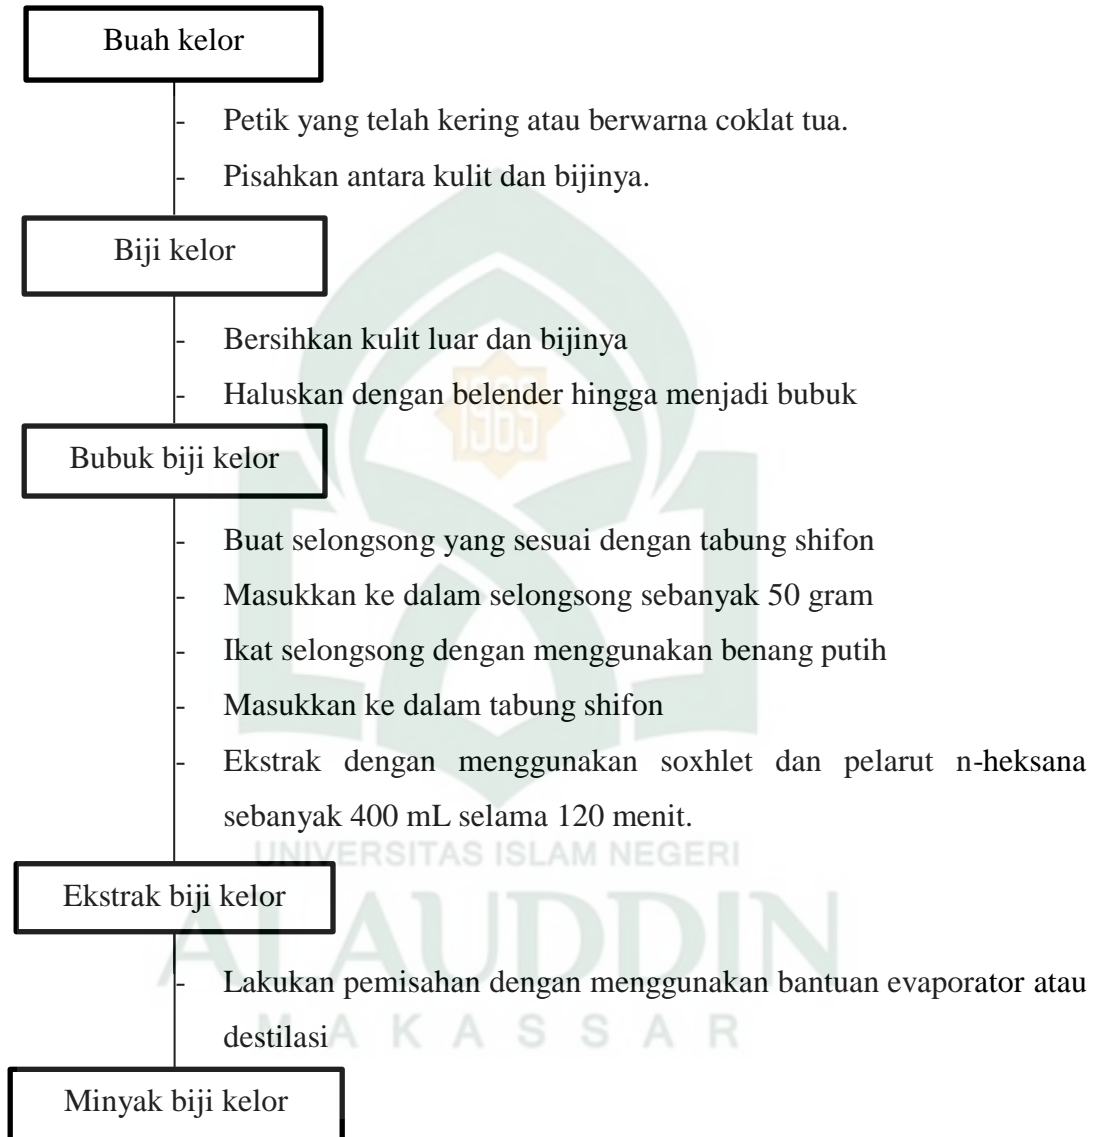 Buah kelor
- Petik yang telah kering atau berwarna coklat tua.
- Pisahkan antara kulit dan bijinya.
Biji kelor
- Bersihkan kulit luar dan bijinya
- Haluskan dengan belender hingga menjadi bubuk
1965
Bubuk biji kelor
- Buat selongsong yang sesuai dengan tabung shifon
- Masukkan ke dalam selongsong sebanyak 50 gram
- Ikat selongsong dengan menggunakan benang putih
- Masukkan ke dalam tabung shifon
- Ekstrak dengan menggunakan soxhlet dan pelarut n-heksana
sebanyak 400 mL selama 120 menit.
UNIVERSITAS ISLAM NEGERI
Ekstrak biji kelor
ALAUDDIN
- Lakukan pemisahan dengan menggunakan bantuan evaporator atau
destilasi
MAKASSAR
Minyak biji kelor